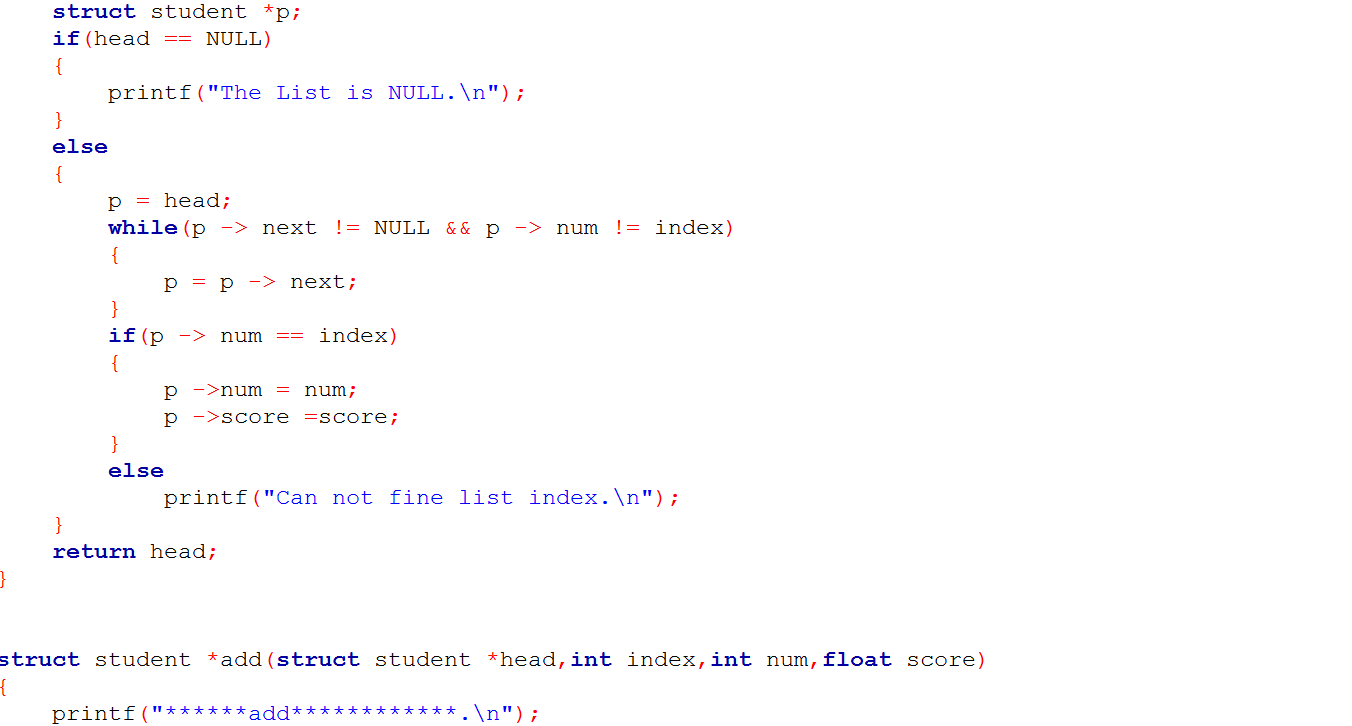 struct student *p;
if(head == NULL)
{
printf("The List is NULL.\n");
}
else
{
p = head;
while(p -> next != NULL && p -> num != index)
{
p = p -> next;
}
if(p -> num == index)
{
p ->num = num;
p ->score =score;
}
else
printf("Can not fine list index.\n");
}
return head;
}
struct student *add(struct student *head,int index,int num,float score)
{
printf("******add************.\n");